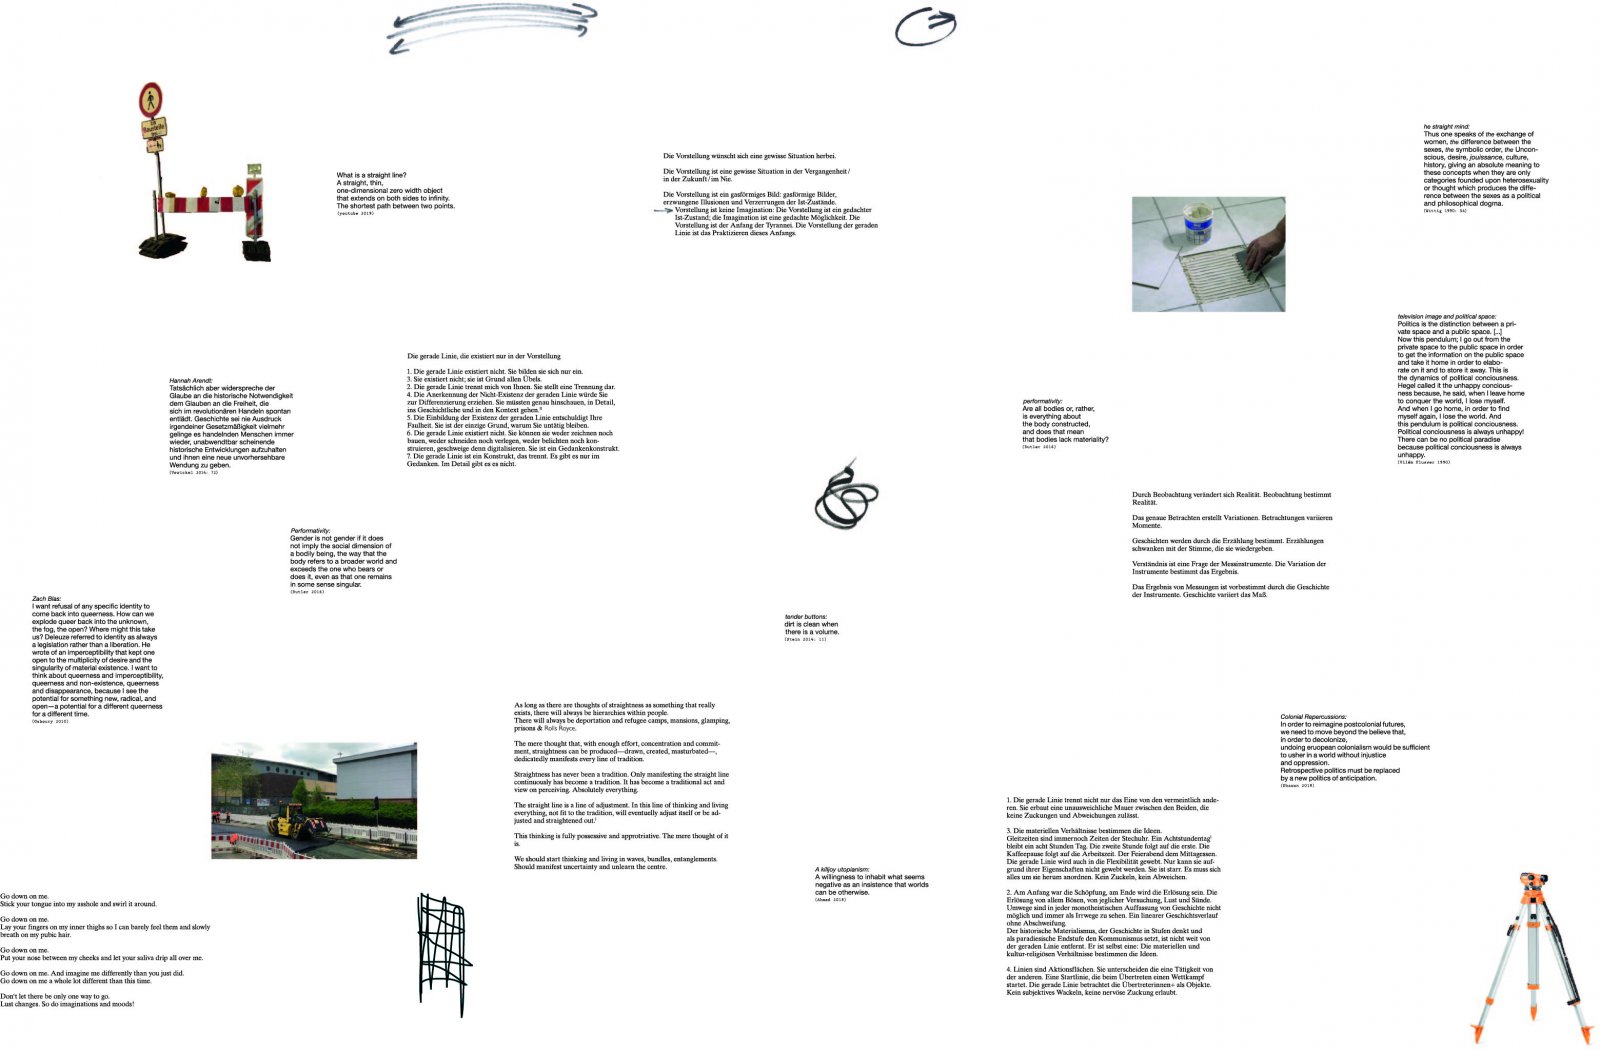 Baustelle
What is a straight line?
A straight, thin,
one-dimensional zero width object
that extends on both sides to infinity.
The shortest path between two points.
(youtube 2019)
Die Vorstellung wünscht sich eine gewisse Situation herbei.
Die Vorstellung ist eine gewisse Situation in der Vergangenheit /
in der Zukunft / im Nie.
Die Vorstellung ist ein gasförmiges Bild: gasförmige Bilder,
erzwungene Illusionen und Verzerrungen der Ist-Zustände.
Vorstellung ist keine Imagination: Die Vorstellung ist ein gedachter
Ist-Zustand; die Imagination ist eine gedachte Möglichkeit. Die
Vorstellung ist der Anfang der Tyrannei. Die Vorstellung der geraden
Linie ist das Praktizieren dieses Anfangs.
he straight mind:
Thus one speaks of the exchange of
women, the difference between the
sexes, the symbolic order, the Uncon-
scious, desire, jouissance, culture,
history, giving an absolute meaning to
these concepts when they are only
categories founded upon heterosexuality
or thought which produces the diffe-
rence between the sexes as a political
and philosophical dogma.
(Wittig 1990: 54)
television image and political space:
Politics is the distinction between a pri-
vate space and a public space. [...]
Now this pendulum; I go out from the
private space to the public space in order
to get the information on the public space
and take it home in order to elabo-
rate on it and to store it away. This is
the dynamics of political conciousness.
Hegel called it the unhappy concious-
ness because, he said, when I leave home
to conquer the world, I lose myself.
And when I go home, in order to find
myself again, I lose the world. And
this pendulum is political conciousness.
Political conciousness is always unhappy!
There can be no political paradise
because political conciousness is always
unhappy.
(Vilém Flusser 1990)
Die gerade Linie, die existiert nur in der Vorstellung
1. Die gerade Linie existiert nicht. Sie bilden sie sich nur ein.
3. Sie existiert nicht; sie ist Grund allen Übels.
2. Die gerade Linie trennt mich von Ihnen. Sie stellt eine Trennung dar.
4. Die Anerkennung der Nicht-Existenz der geraden Linie würde Sie
zur Differenzierung erziehen. Sie müssten genau hinschauen, in Detail,
ins Geschichtliche und in den Kontext gehen.
5. Die Einbildung der Existenz der geraden Linie entschuldigt Ihre
Faulheit. Sie ist der einzige Grund, warum Sie untätig bleiben.
6. Die gerade Linie existiert nicht. Sie können sie weder zeichnen noch
bauen, weder schneiden noch verlegen, weder belichten noch kon-
struieren, geschweige denn digitalisieren. Sie ist ein Gedankenkonstrukt.
7. Die gerade Linie ist ein Konstrukt, das trennt. Es gibt es nur im
Gedanken. Im Detail gibt es es nicht.
Hannah Arendt:
Tatsächlich aber widerspreche der
Glaube an die historische Notwendigkeit
dem Glauben an die Freiheit, die
sich im revolutionären Handeln spontan
entlädt. Geschichte sei nie Ausdruck
irgendeiner Gesetzmäßigkeit vielmehr
gelinge es handelnden Menschen immer
wieder, unabwendbar scheinende
historische Entwicklungen aufzuhalten
und ihnen eine neue unvorhersehbare
Wendung zu geben.
performativity:
Are all bodies or, rather,
is everything about
the body constructed,
and does that mean
that bodies lack materiality?
(Butler 2014)
Durch Beobachtung verändert sich Realität. Beobachtung bestimmt
Realität.
Das genaue Betrachten erstellt Variationen. Betrachtungen variieren
Momente.
Geschichten werden durch die Erzählung bestimmt. Erzählungen
schwanken mit der Stimme, die sie wiedergeben.
Verständnis ist eine Frage der Messinstrumente. Die Variation der
Instrumente bestimmt das Ergebnis.
Das Ergebnis von Messungen ist vorbestimmt durch die Geschichte
der Instrumente. Geschichte variiert das Maß.
Performativity:
Gender is not gender if it does
not imply the social dimension of
a bodily being, the way that the
body refers to a broader world and
exceeds the one who bears or
does it, even as that one remains
in some sense singular.
(Butler 2014)
Zach Blas:
I want refusal of any specific identity to
come back into queerness. How can we
explode queer back into the unknown,
the fog, the open? Where might this take
us? Deleuze referred to identity as always
a legislation rather than a liberation. He
wrote of an imperceptibility that kept one
open to the multiplicity of desire and the
singularity of material existence. I want to
think about queerness and imperceptibility,
queerness and non-existence, queerness
and disappearance, because I see the
potential for something new, radical, and
open—a potential for a different queerness
for a different time.
tender buttons:
dirt is clean when
there is a volume.
(Stein 2014: 11)
As long as there are thoughts of straightness as something that really
exists, there will always be hierarchies within people.
There will always be deportation and refugee camps, mansions, glamping,
prisons & Rolls Royce.
The mere thought that, with enough effort, concentration and commit-
ment, straightness can be produced—drawn, created, masturbated—,
dedicatedly manifests every line of tradition.
Straightness has never been a tradition. Only manifesting the straight line
continuously has become a tradition. It has become a traditional act and
view on perceiving. Absolutely everything.
The straight line is a line of adjustment. In this line of thinking and living
everything, not fit to the tradition, will eventuelly adjust itself or be ad-
justed and straightened out.
This thinking is fully possessive and approtriative. The mere thought of it
is.
We should start thinking and living in waves, bundles, entanglements.
Should manifest uncertainty and unlearn the centre.
Colonial Repercussions:
In order to reimagine postcolonial futures,
we need to move beyond the believe that,
in order to decolonize,
undoing eruopean colonialism would be sufficient
to usher in a world without injustice
and oppression.
Retrospective politics must be replaced
by a new politics of anticipation.
(Dhawan 2018)
1. Die gerade Linie trennt nicht nur das Eine von den vermeintlich ande-
ren. Sie erbaut eine unausweichliche Mauer zwischen den Beiden, die
keine Zuckungen und Abweichungen zulässt.
3. Die materiellen Verhältnisse bestimmen die Ideen.
Gleitzeiten sind immernoch Zeiten der Stechuhr. Ein Achtstundentag
bleibt ein acht Stunden Tag. Die zweite Stunde folgt auf die erste. Die
Kaffeepause folgt auf die Arbeitszeit. Der Feierabend dem Mittagessen.
Die gerade Linie wird auch in die Flexibilität gewebt. Nur kann sie auf-
grund ihrer Eigenschaften nicht gewebt werden. Sie ist starr. Es muss sich
alles um sie herum anordnen. Kein Zuckeln, kein Abweichen.
2. Am Anfang war die Schöpfung, am Ende wird die Erlösung sein. Die
Erlösung von allem Bösen, von jeglicher Versuchung, Lust und Sünde.
Umwege sind in jeder monotheistischen Auffassung von Geschichte nicht
möglich und immer als Irrwege zu sehen. Ein linearer Geschichtsverlauf
ohne Abschweifung.
Der historische Materialismus, der Geschichte in Stufen denkt und
als paradiesische Endstufe den Kommunismus setzt, ist nicht weit von
der geraden Linie entfernt. Er ist selbst eine: Die materiellen und
kultur-religiösen Verhältnisse bestimmen die Ideen.
4. Linien sind Aktionsflächen. Sie unterscheiden die eine Tätigkeit von
der anderen. Eine Startlinie, die beim Übertreten einen Wettkampf
startet. Die gerade Linie betrachtet die Übertreterinnen+ als Objekte.
Kein subjektives Wackeln, keine nervöse Zuckung erlaubt.
A killjoy utopianism:
A willingness to inhabit what seems
negative as an insistence that worlds
can be otherwise.
(Ahmed 2018)
Go down on me.
Stick your tongue into my asshole and swirl it around.
Go down on me.
Lay your fingers on my inner thighs so I can barely feel them and slowly
breath on my pubic hair.
Go down on me.
Put your nose between my cheeks and let your saliva drip all over me.
Go down on me. And imagine me differently than you just did.
Go down on me a whole lot different than this time.
Don't let there be only one way to go.
Lust changes. So do imaginations and moods!